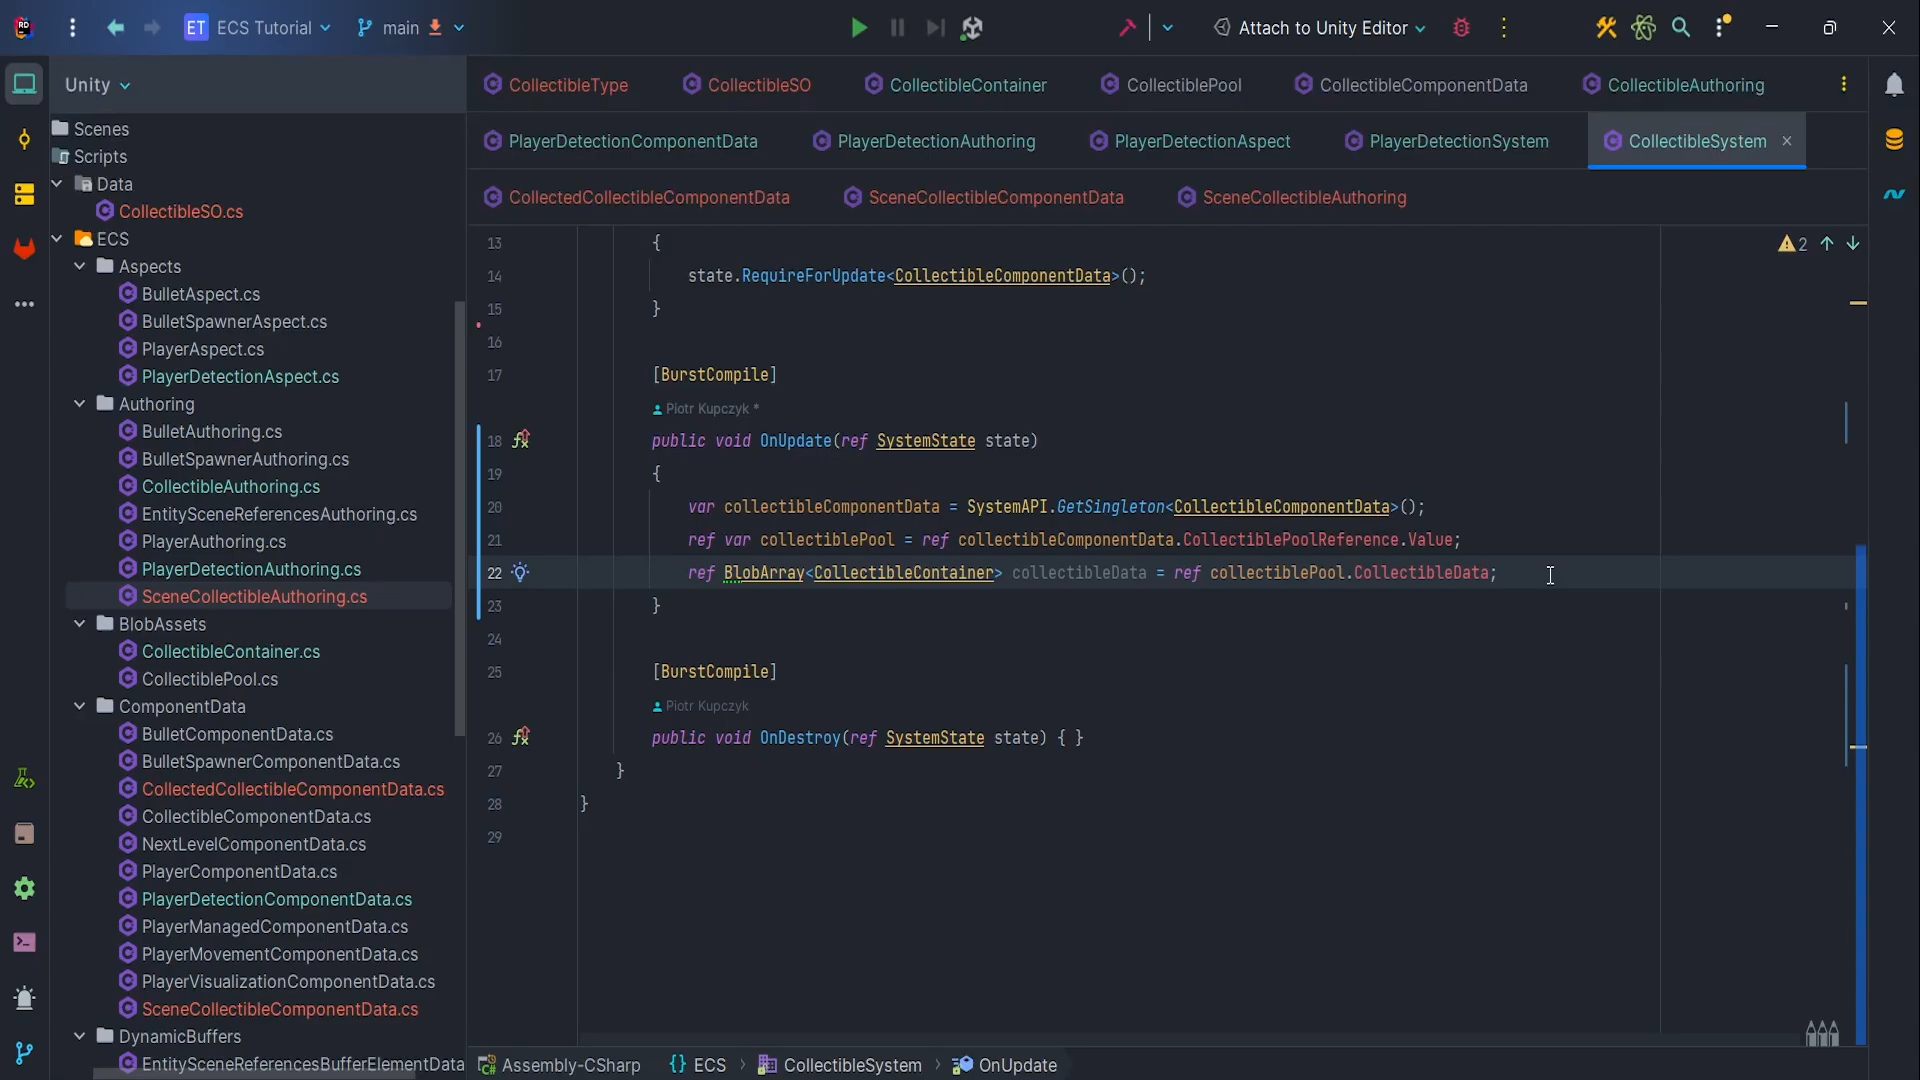 ET ECS Tutorial main Attach to Unity Editor
Unity
CollectibleType CollectibleSO CollectibleContainer CollectiblePool CollectibleComponentData CollectibleAuthoring
PlayerDetectionComponentData PlayerDetectionAuthoring PlayerDetectionAspect PlayerDetectionSystem CollectibleSystem
CollectedCollectibleComponentData SceneCollectibleComponentData SceneCollectibleAuthoring
Scenes
Scripts
Data
CollectibleSO.cs
ECS
Aspects
BulletAspect.cs
BulletSpawnerAspect.cs
PlayerAspect.cs
PlayerDetectionAspect.cs
Authoring
BulletAuthoring.cs
BulletSpawnerAuthoring.cs
CollectibleAuthoring.cs
EntitySceneReferencesAuthoring.cs
PlayerAuthoring.cs
PlayerDetectionAuthoring.cs
SceneCollectibleAuthoring.cs
BlobAssets
CollectibleContainer.cs
CollectiblePool.cs
ComponentData
BulletComponentData.cs
BulletSpawnerComponentData.cs
CollectedCollectibleComponentData.cs
CollectibleComponentData.cs
NextLevelComponentData.cs
PlayerComponentData.cs
PlayerDetectionComponentData.cs
PlayerManagedComponentData.cs
PlayerMovementComponentData.cs
PlayerVisualizationComponentData.cs
SceneCollectibleComponentData.cs
DynamicBuffers
EntitySceneReferencesBufferElementData
2
13 {
14 state.RequireForUpdate<CollectibleComponentData>();
15 }
16
17 [BurstCompile]
Piotr Kupczyk *
18 public void OnUpdate(ref SystemState state)
19 {
20 var collectibleComponentData = SystemAPI.GetSingleton<CollectibleComponentData>();
21 ref var collectiblePool = ref collectibleComponentData.CollectiblePoolReference.Value;
22 ref BlobArray<CollectibleContainer> collectibleData = ref collectiblePool.CollectibleData;
23 }
24
25 [BurstCompile]
Piotr Kupczyk
26 public void OnDestroy(ref SystemState state) { }
27 }
28 }
29
Assembly-CSharp {} ECS > CollectibleSystem > OnUpdate